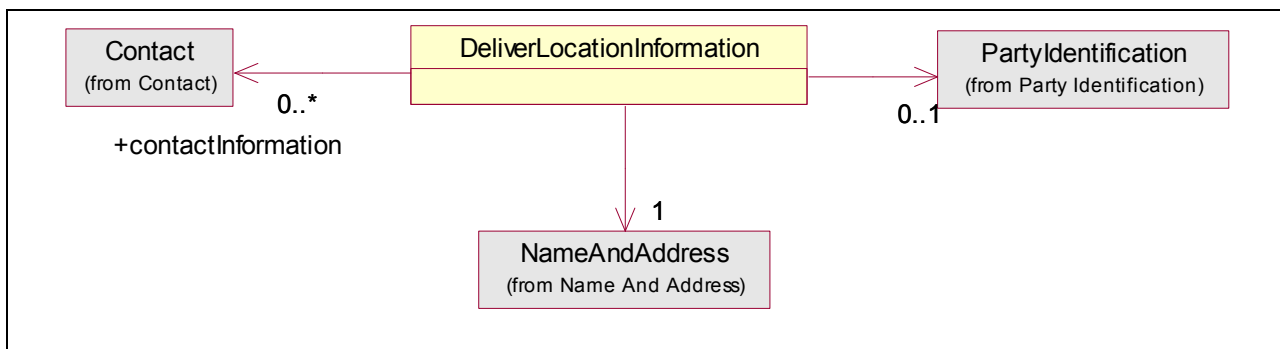 Contact
(from Contact)
0..*
+contactInformation
DeliverLocationInformation
PartyIdentification
(from Party Identification)
0..1
1
NameAndAddress
(from Name And Address)